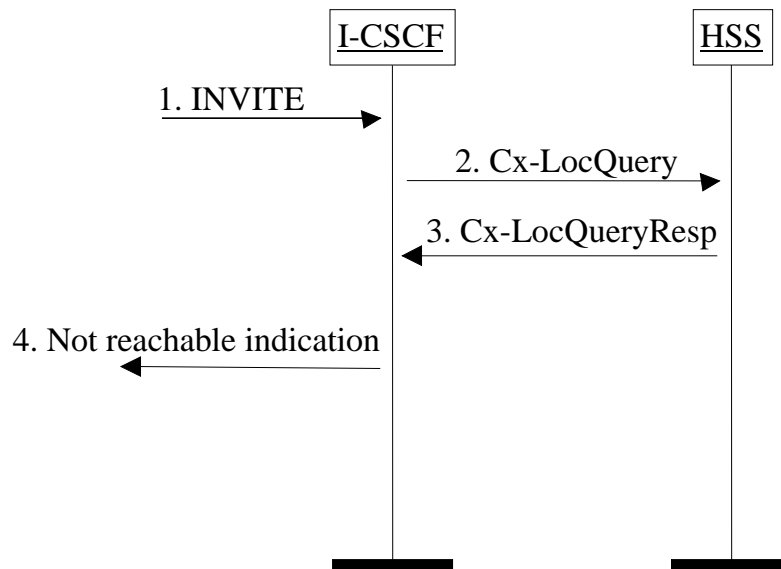 I-CSCF
HSS
1. INVITE
2. Cx-LocQuery
3. Cx-LocQueryResp
4. Not reachable indication